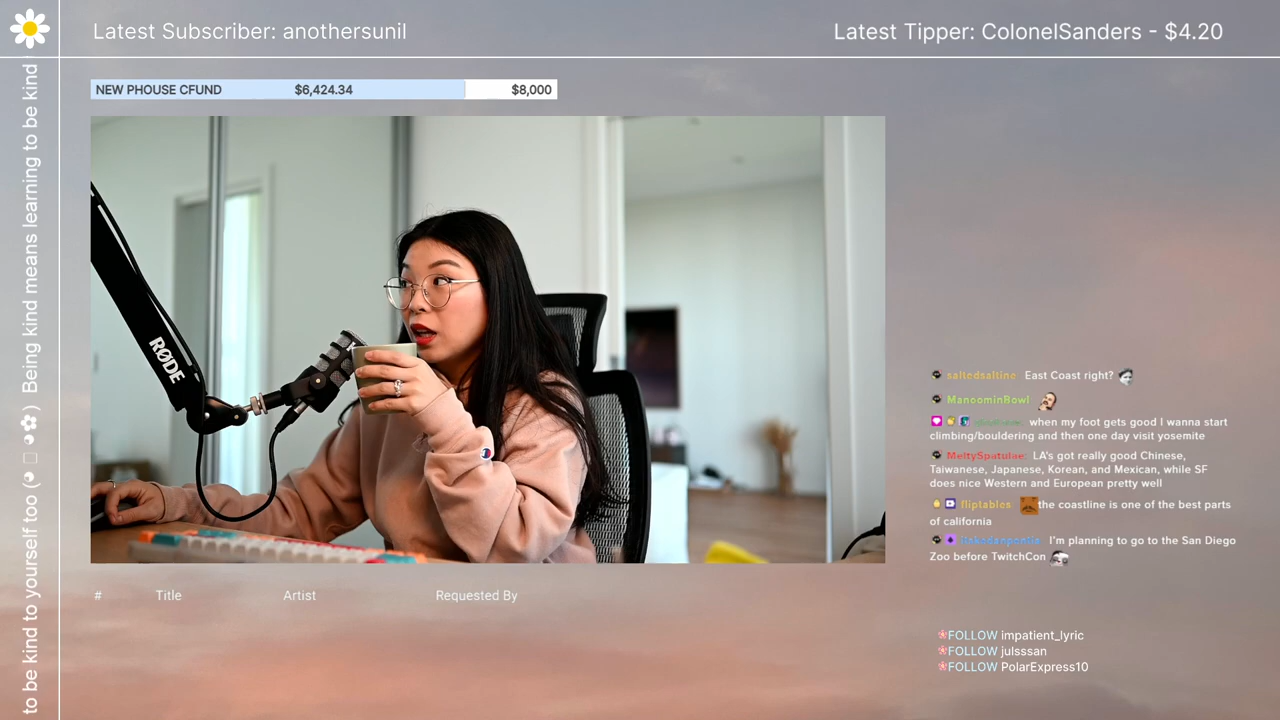 Latest Subscriber: anothersunil
Latest Tipper: ColonelSanders - $4.20
to be kind to yourself too (◕ □ ◕✿) Being kind means learning to be kind
NEW PHOUSE CFUND $6,424.34 $8,000
RØDE
saltedsaltine East Coast right?
ManoominBowl
when my foot gets good I wanna start
climbing/bouldering and then one day visit yosemite
MeltySpatulae: LA's got really good Chinese,
Taiwanese, Japanese, Korean, and Mexican, while SF
does nice Western and European pretty well
fliptables the coastline is one of the best parts
of california
I'm planning to go to the San Diego
Zoo before TwitchCon
# Title Artist Requested By
FOLLOW impatient_lyric
FOLLOW julsssan
FOLLOW PolarExpress10